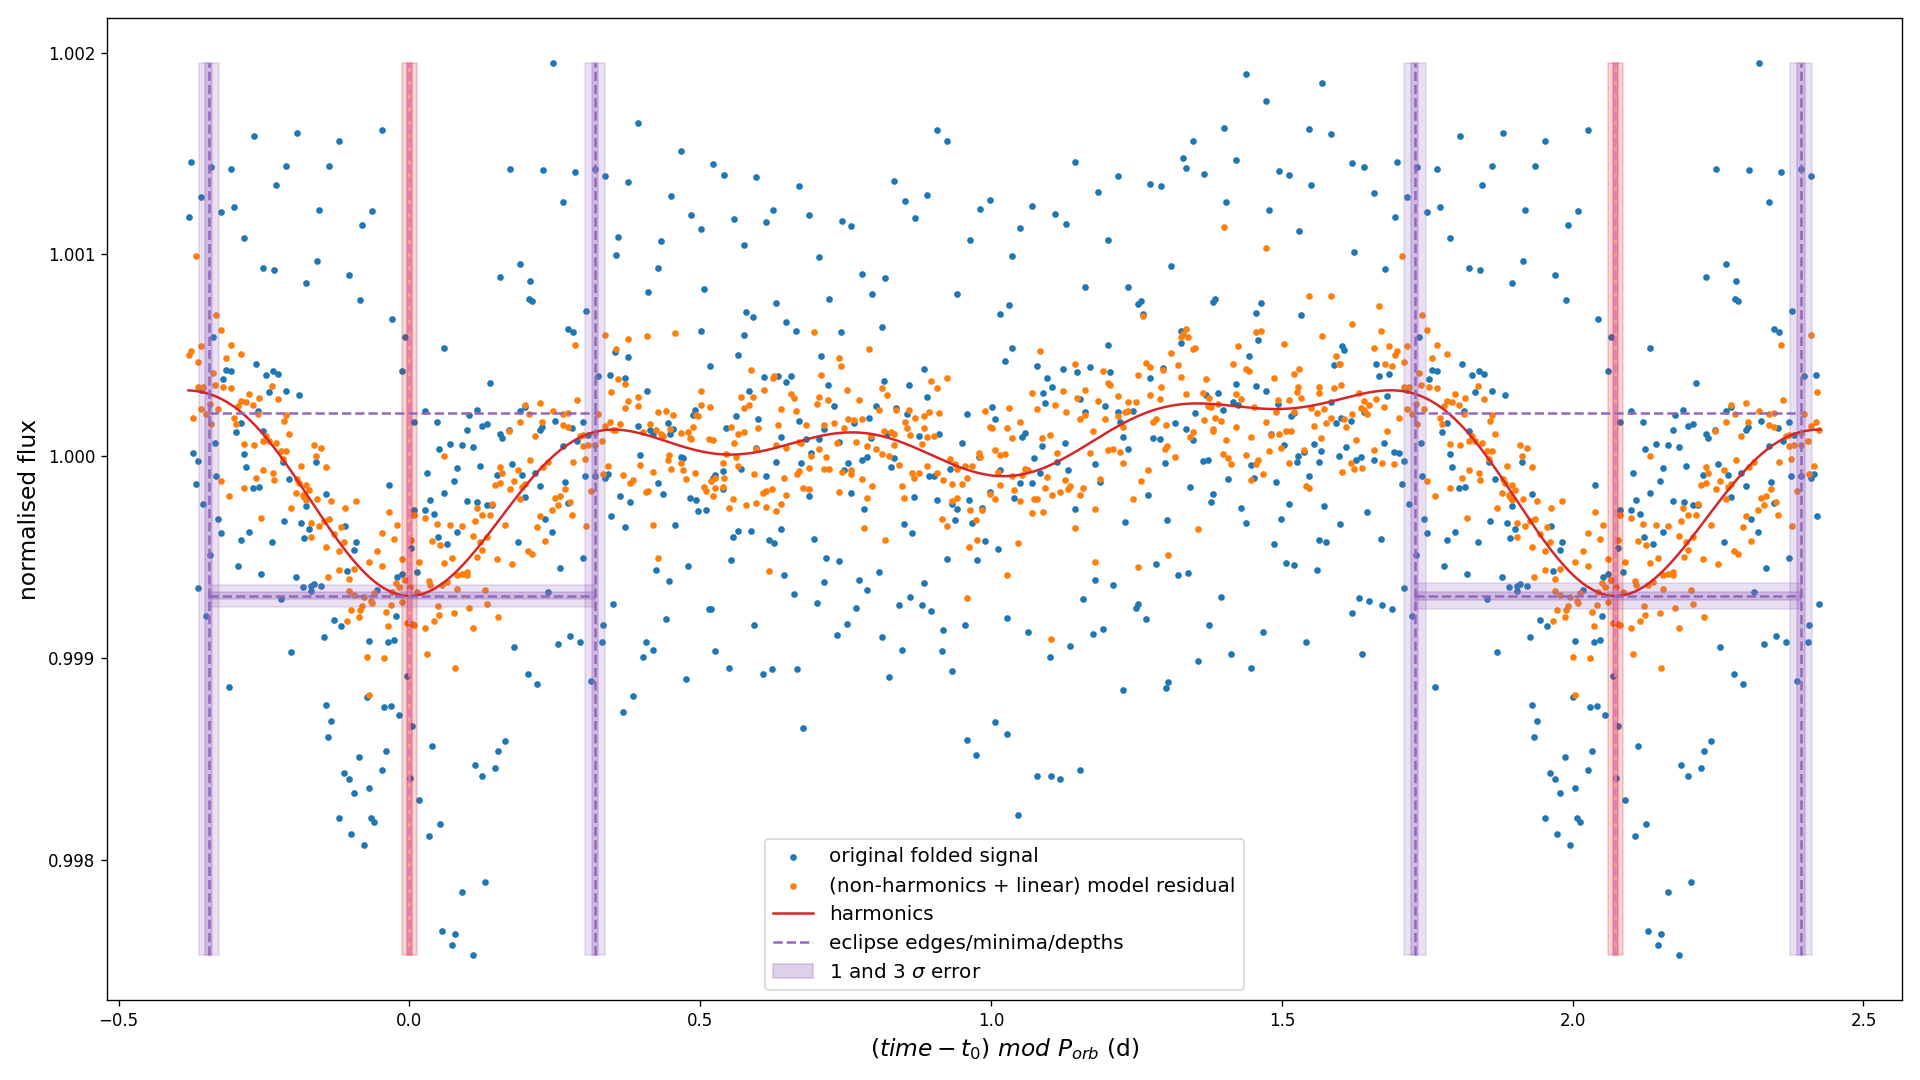 normalised flux
1.002
1.001
1.000
0.999
0.998
−0.5 0.0 0.5 1.0 1.5 2.0 2.5
(time − t₀) mod Pₒᵣb (d)
original folded signal
(non-harmonics + linear) model residual
harmonics
eclipse edges/minima/depths
1 and 3 σ error